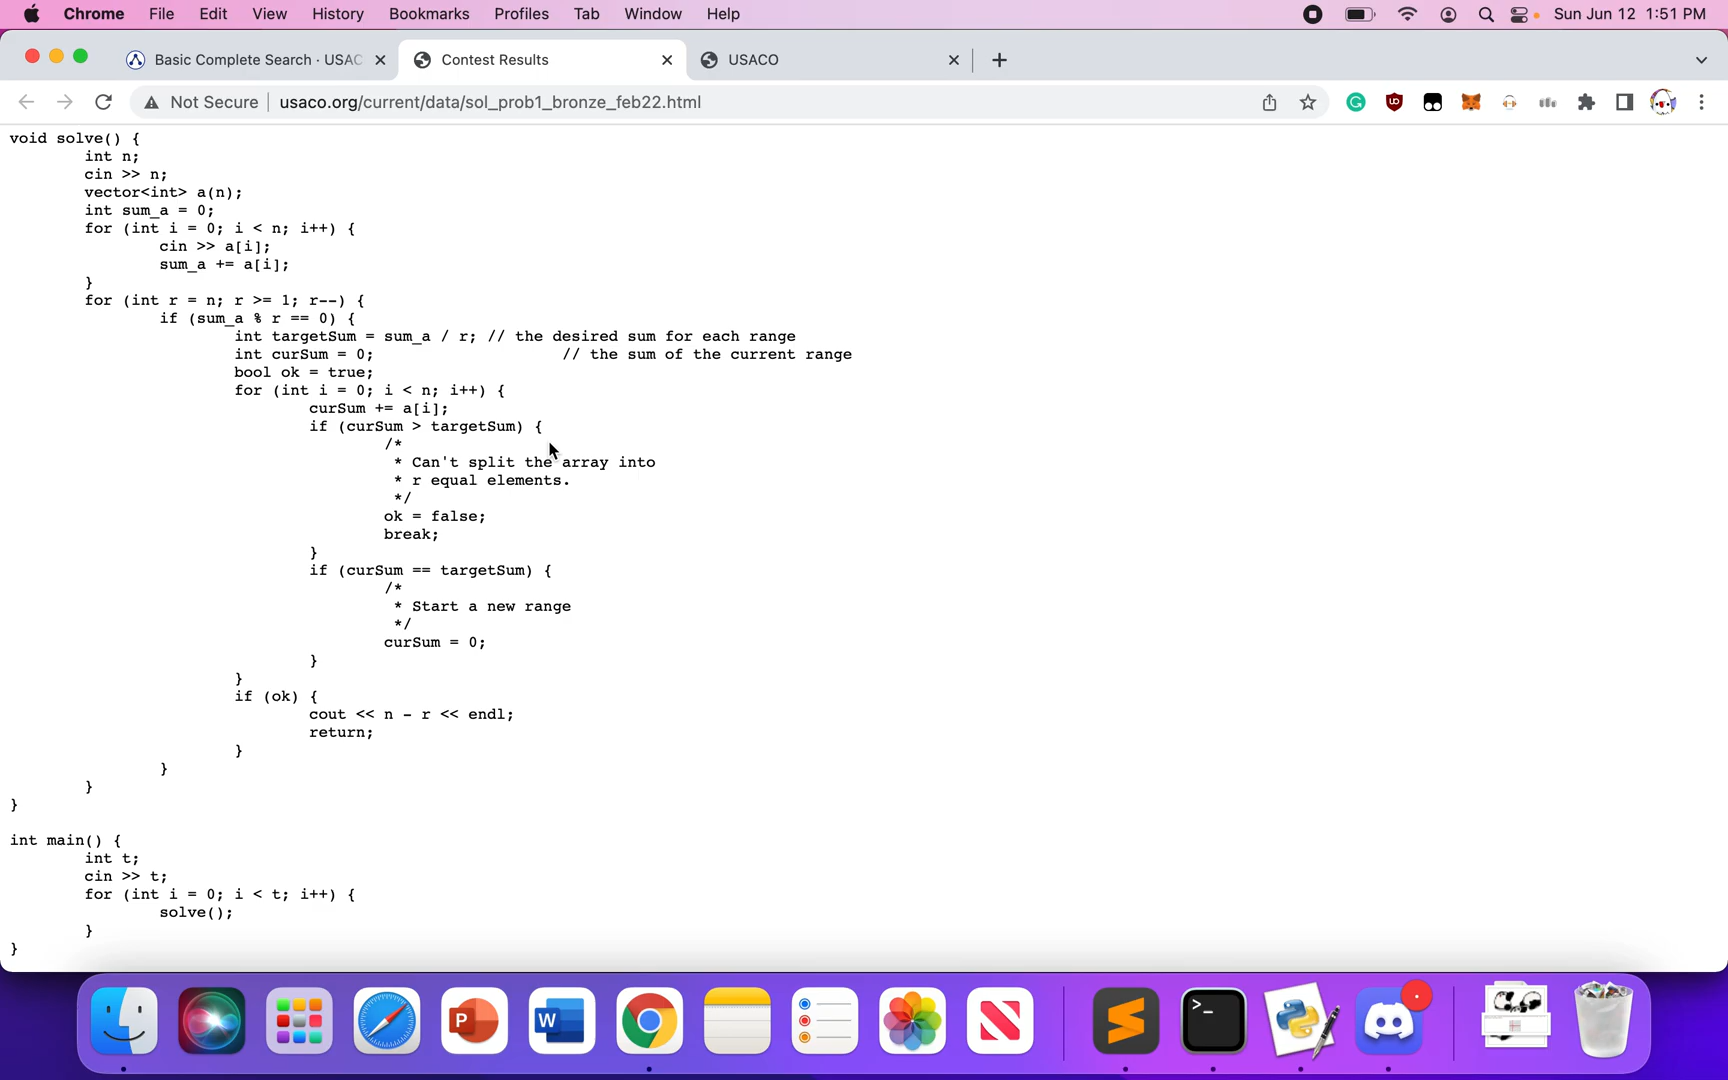 Chrome File Edit View History Bookmarks Profiles Tab Window Help Sun Jun 12 1:51 PM
Basic Complete Search · USAC Contest Results USACO
Not Secure usaco.org/current/data/sol_prob1_bronze_feb22.html
void solve() {
int n;
cin >> n;
vector<int> a(n);
int sum_a = 0;
for (int i = 0; i < n; i++) {
cin >> a[i];
sum_a += a[i];
}
for (int r = n; r >= 1; r--) {
if (sum_a % r == 0) {
int targetSum = sum_a / r; // the desired sum for each range
int curSum = 0; // the sum of the current range
bool ok = true;
for (int i = 0; i < n; i++) {
curSum += a[i];
if (curSum > targetSum) {
/*
* Can't split the array into
* r equal elements.
*/
ok = false;
break;
}
if (curSum == targetSum) {
/*
* Start a new range
*/
curSum = 0;
}
}
if (ok) {
cout << n - r << endl;
return;
}
}
}
}
int main() {
int t;
cin >> t;
for (int i = 0; i < t; i++) {
solve();
}
}